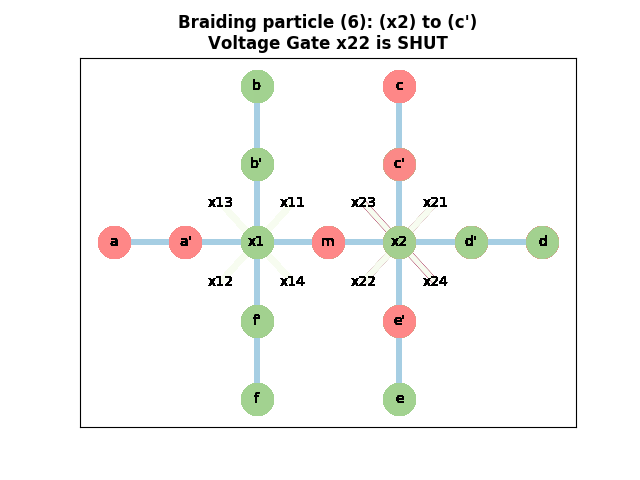 Braiding particle (6): (x2) to (c')
Voltage Gate x22 is SHUT
b c
b' c'
x13 x11 x23 x21
a a' x1 m x2 d' d
x12 x14 x22 x24
f' e'
f e